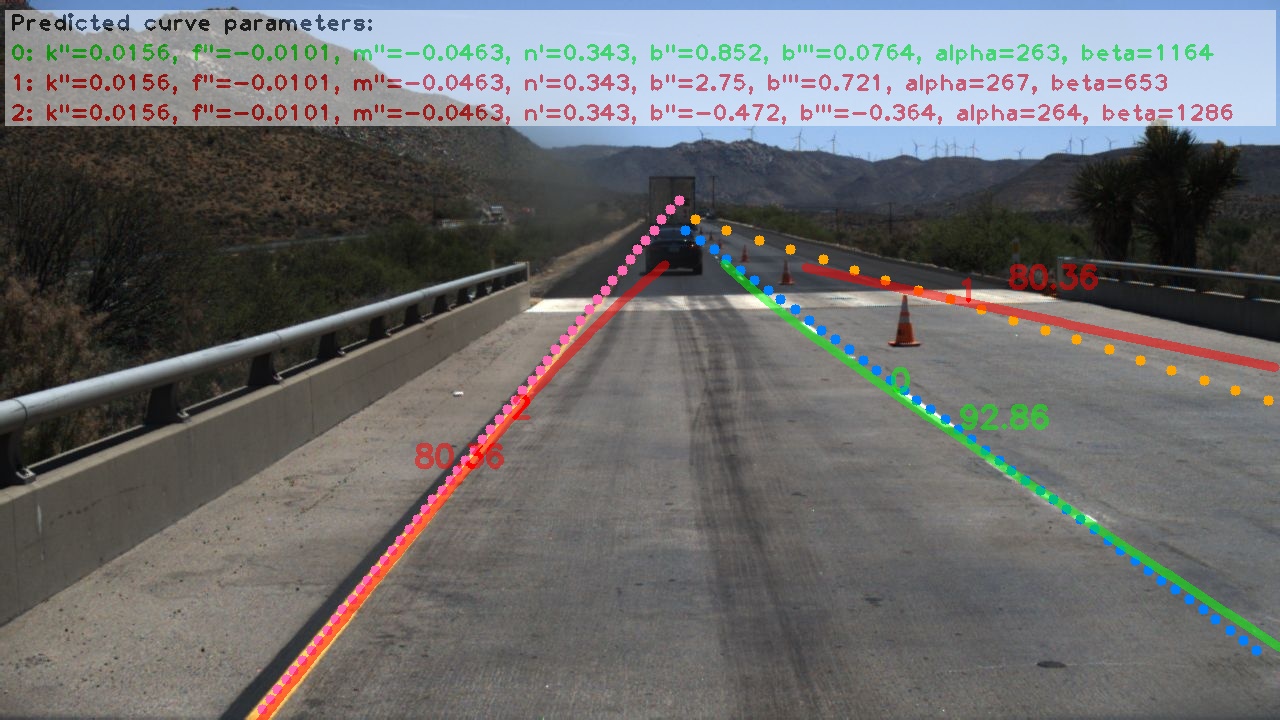 Predicted curve parameters:
0: k''=0.0156, f''=-0.0101, m''=-0.0463, n'=0.343, b''=0.852, b'''=0.0764, alpha=263, beta=1164
1: k''=0.0156, f''=-0.0101, m''=-0.0463, n'=0.343, b''=2.75, b'''=0.721, alpha=267, beta=653
2: k''=0.0156, f''=-0.0101, m''=-0.0463, n'=0.343, b''=-0.472, b'''=-0.364, alpha=264, beta=1286
1 80.36
0
92.86
2
80.36